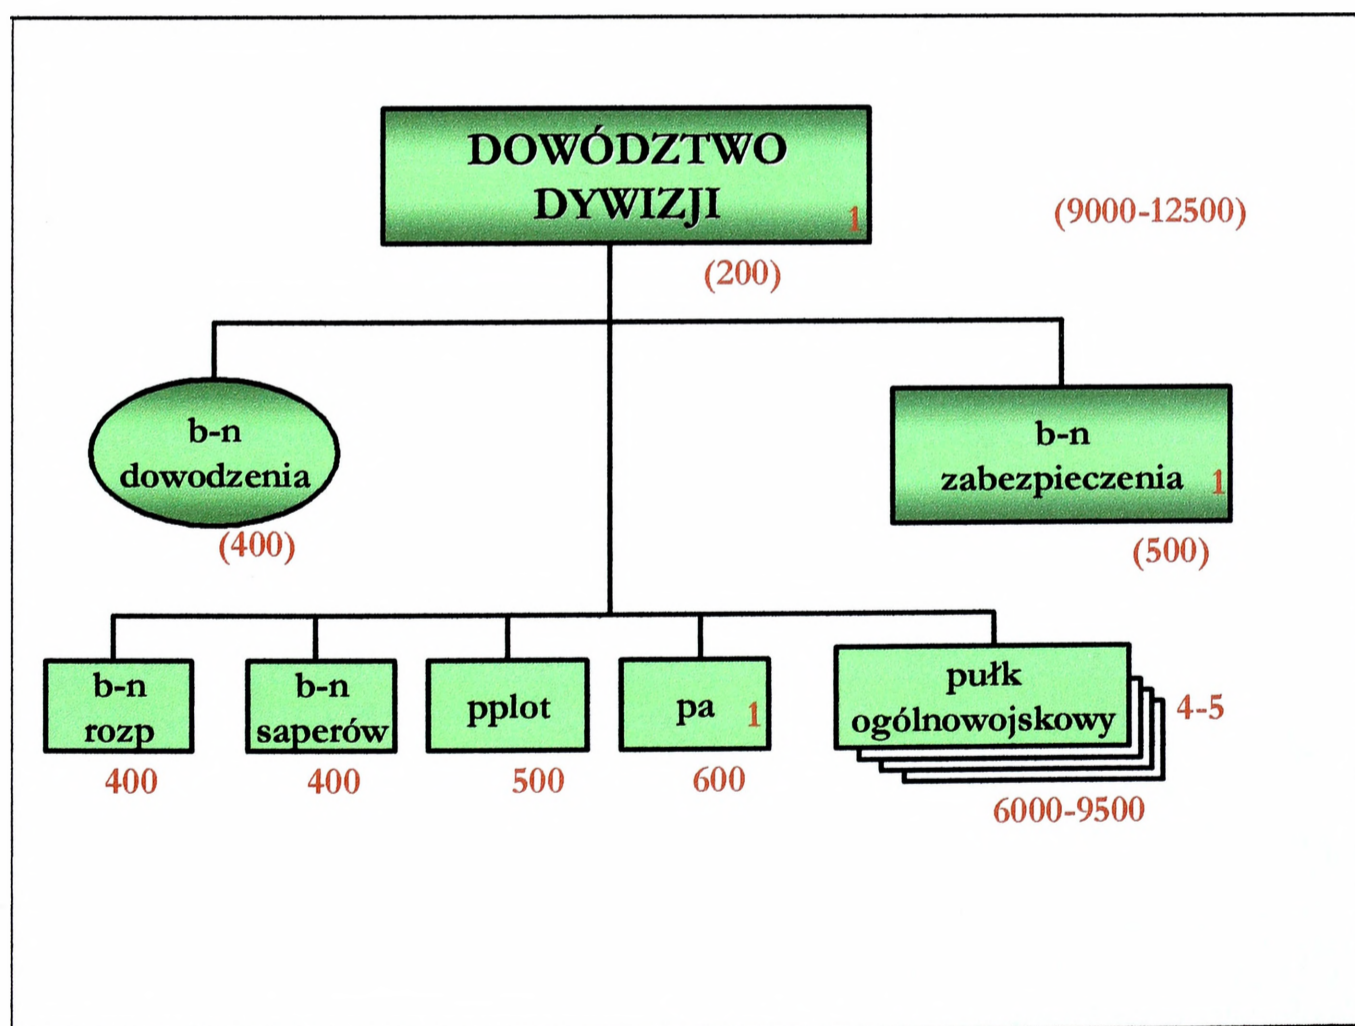 DOWÓDZTWO
DYWIZJI
1
(9000-12500)
(200)
b-n
dowodzenia
(400)
b-n
zabezpieczenia 1
(500)
b-n
rozp
400
b-n
saperów
400
pplot
500
pa 1
600
pułk
ogólnowojskowy
4-5
6000-9500